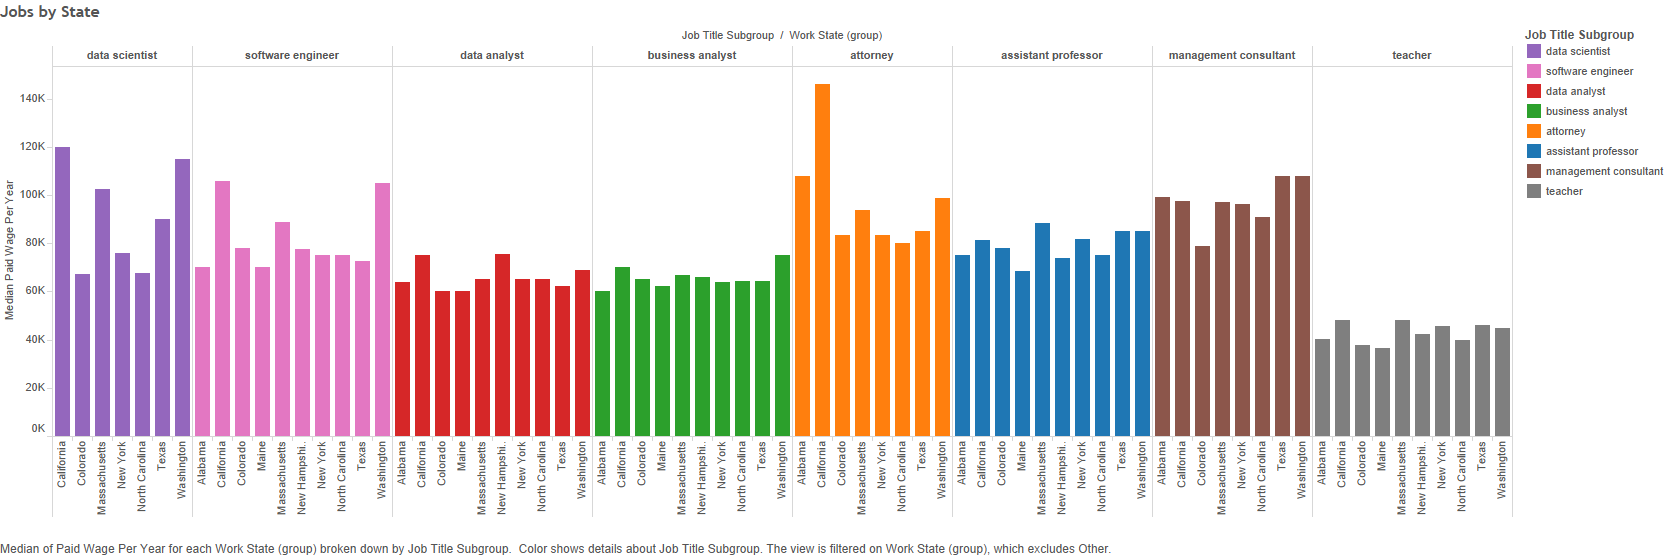 Jobs by State
Job Title Subgroup / Work State (group)
data scientist
software engineer
data analyst
business analyst
attorney
assistant professor
management consultant
teacher
Median Paid Wage Per Year
140K
120K
100K
80K
60K
40K
20K
0K
California
Colorado
Massachusetts
New York
North Carolina
Texas
Washington
Alabama
California
Colorado
Maine
Massachusetts
New Hampshi..
New York
North Carolina
Texas
Washington
Alabama
California
Colorado
Maine
Massachusetts
New Hampshi..
New York
North Carolina
Texas
Washington
Alabama
California
Colorado
Maine
Massachusetts
New Hampshi..
New York
North Carolina
Texas
Washington
Alabama
California
Colorado
Massachusetts
New York
North Carolina
Texas
Washington
Alabama
California
Colorado
Maine
Massachusetts
New Hampshi..
New York
North Carolina
Texas
Washington
Alabama
California
Colorado
Massachusetts
New York
North Carolina
Texas
Washington
Alabama
California
Colorado
Maine
Massachusetts
New Hampshi..
New York
North Carolina
Texas
Washington
Job Title Subgroup
data scientist
software engineer
data analyst
business analyst
attorney
assistant professor
management consultant
teacher
Median of Paid Wage Per Year for each Work State (group) broken down by Job Title Subgroup.  Color shows details about Job Title Subgroup. The view is filtered on Work State (group), which excludes Other.